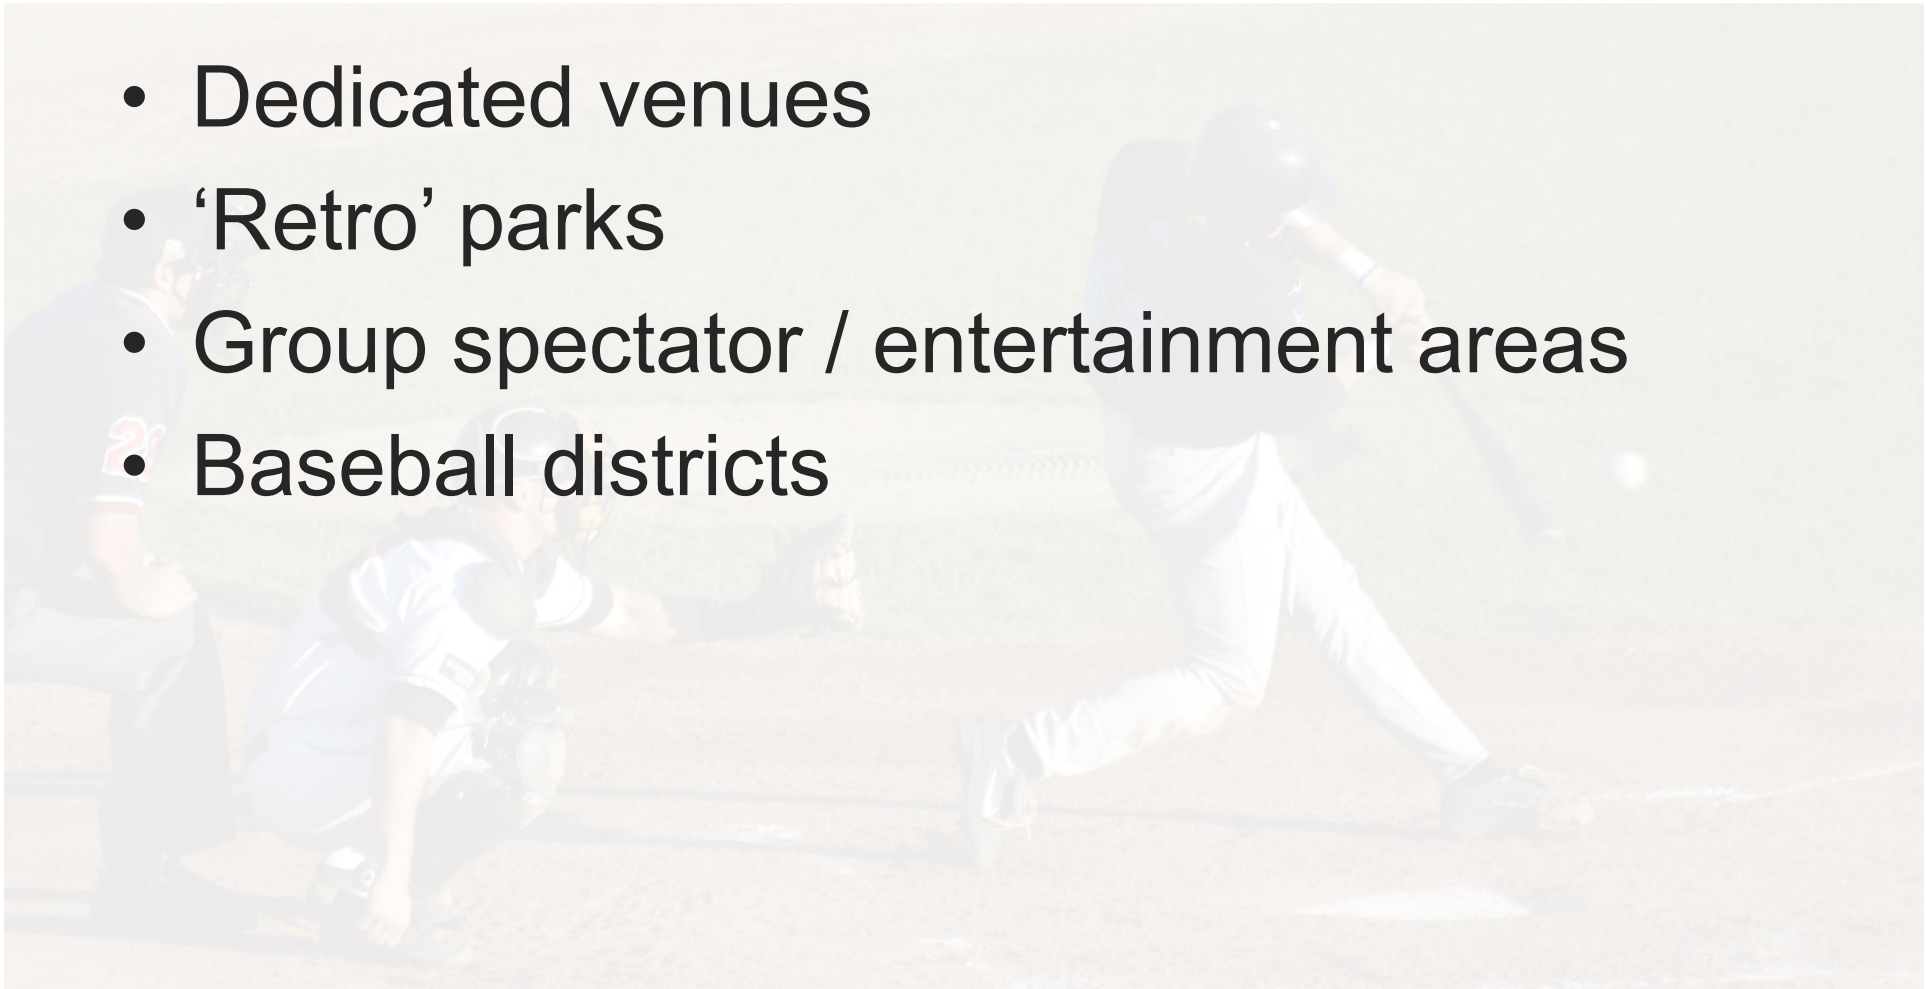 • Dedicated venues
• ‘Retro’ parks
• Group spectator / entertainment areas
• Baseball districts